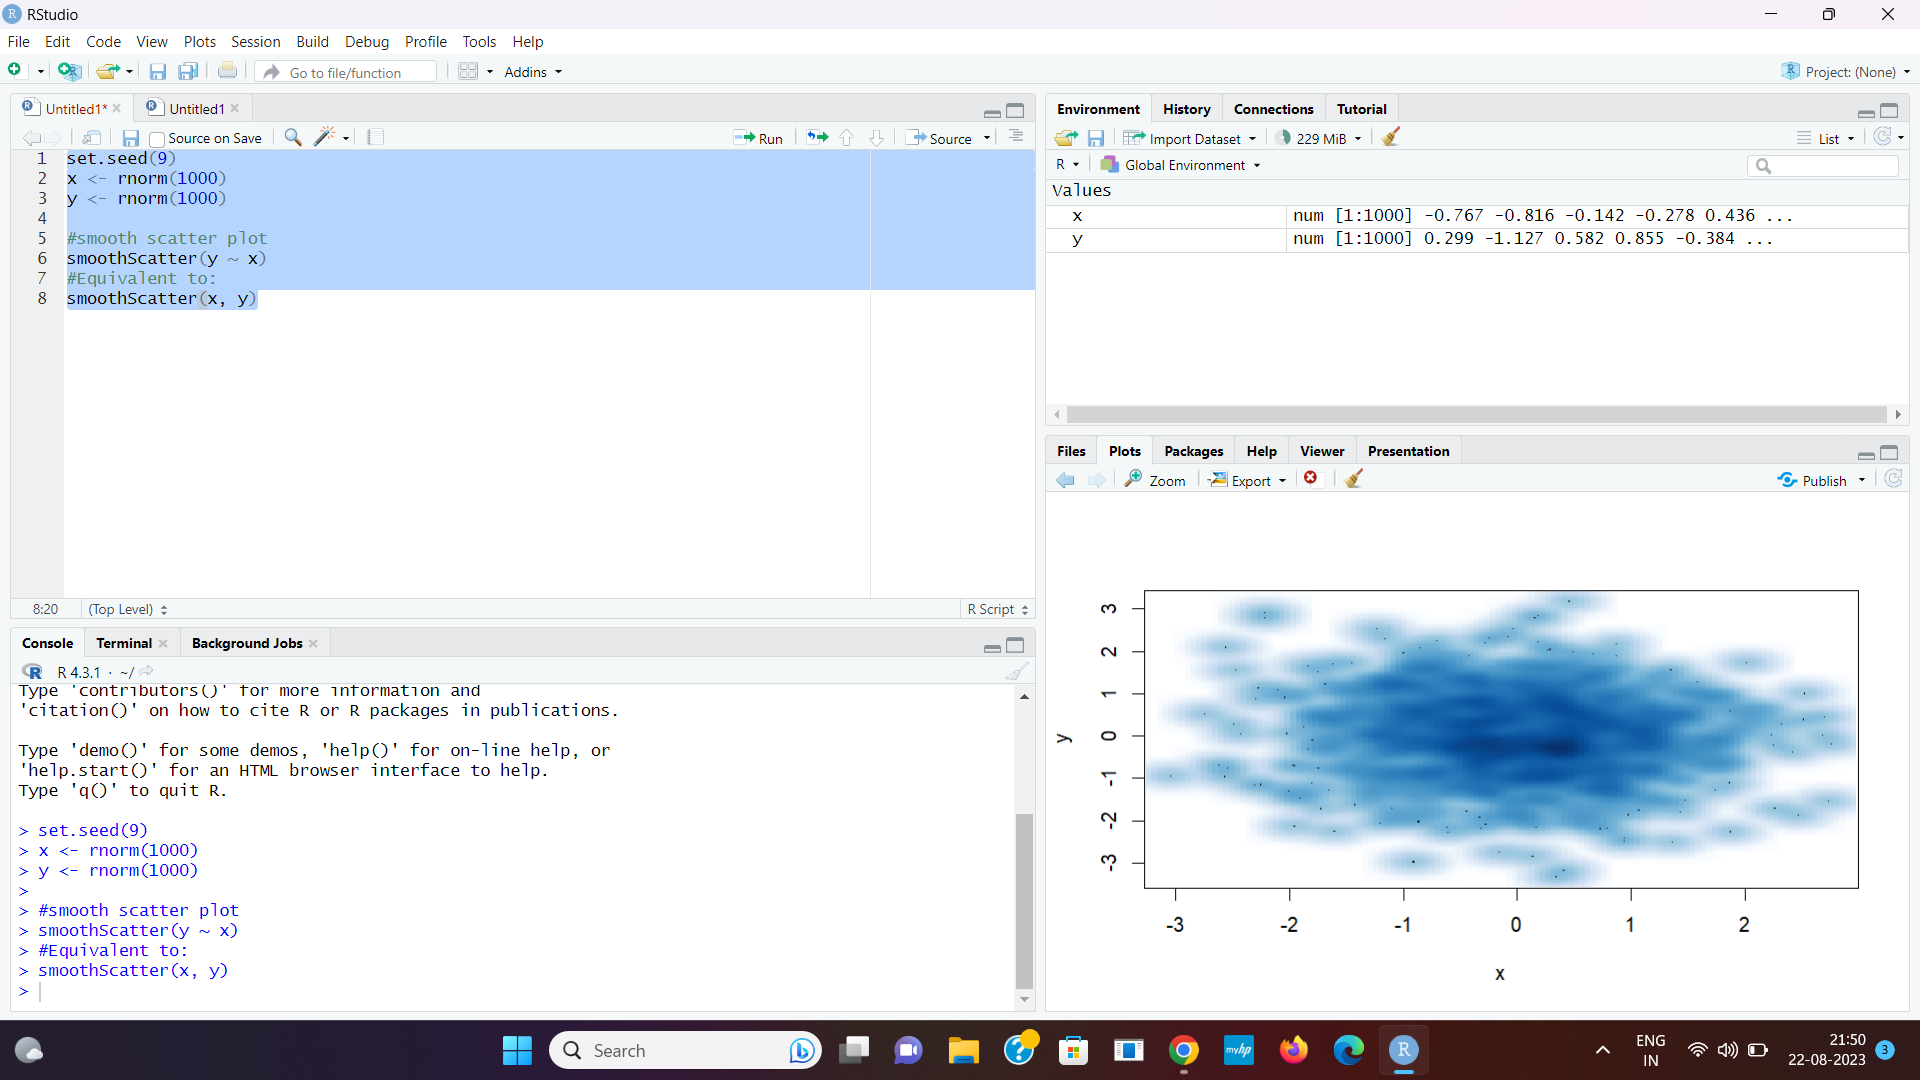 RStudio
File Edit Code View Plots Session Build Debug Profile Tools Help
Go to file/function Addins Project: (None)
Untitled1* Untitled1
Source on Save Run Source
1 set.seed(9)
2 x <- rnorm(1000)
3 y <- rnorm(1000)
4
5 #smooth scatter plot
6 smoothScatter(y ~ x)
7 #Equivalent to:
8 smoothScatter(x, y)
8:20 (Top Level) R Script
Console Terminal Background Jobs
R R 4.3.1 · ~/
Type 'contributors()' for more information and
'citation()' on how to cite R or R packages in publications.
Type 'demo()' for some demos, 'help()' for on-line help, or
'help.start()' for an HTML browser interface to help.
Type 'q()' to quit R.
> set.seed(9)
> x <- rnorm(1000)
> y <- rnorm(1000)
>
> #smooth scatter plot
> smoothScatter(y ~ x)
> #Equivalent to:
> smoothScatter(x, y)
>
Environment History Connections Tutorial
Import Dataset 229 MiB List
R Global Environment
Values
x num [1:1000] -0.767 -0.816 -0.142 -0.278 0.436 ...
y num [1:1000] 0.299 -1.127 0.582 0.855 -0.384 ...
Files Plots Packages Help Viewer Presentation
Zoom Export Publish
3
2
1
0
-1
-2
-3
y
-3 -2 -1 0 1 2
x
Search
myhp
R
ENG
IN
21:50
22-08-2023
3